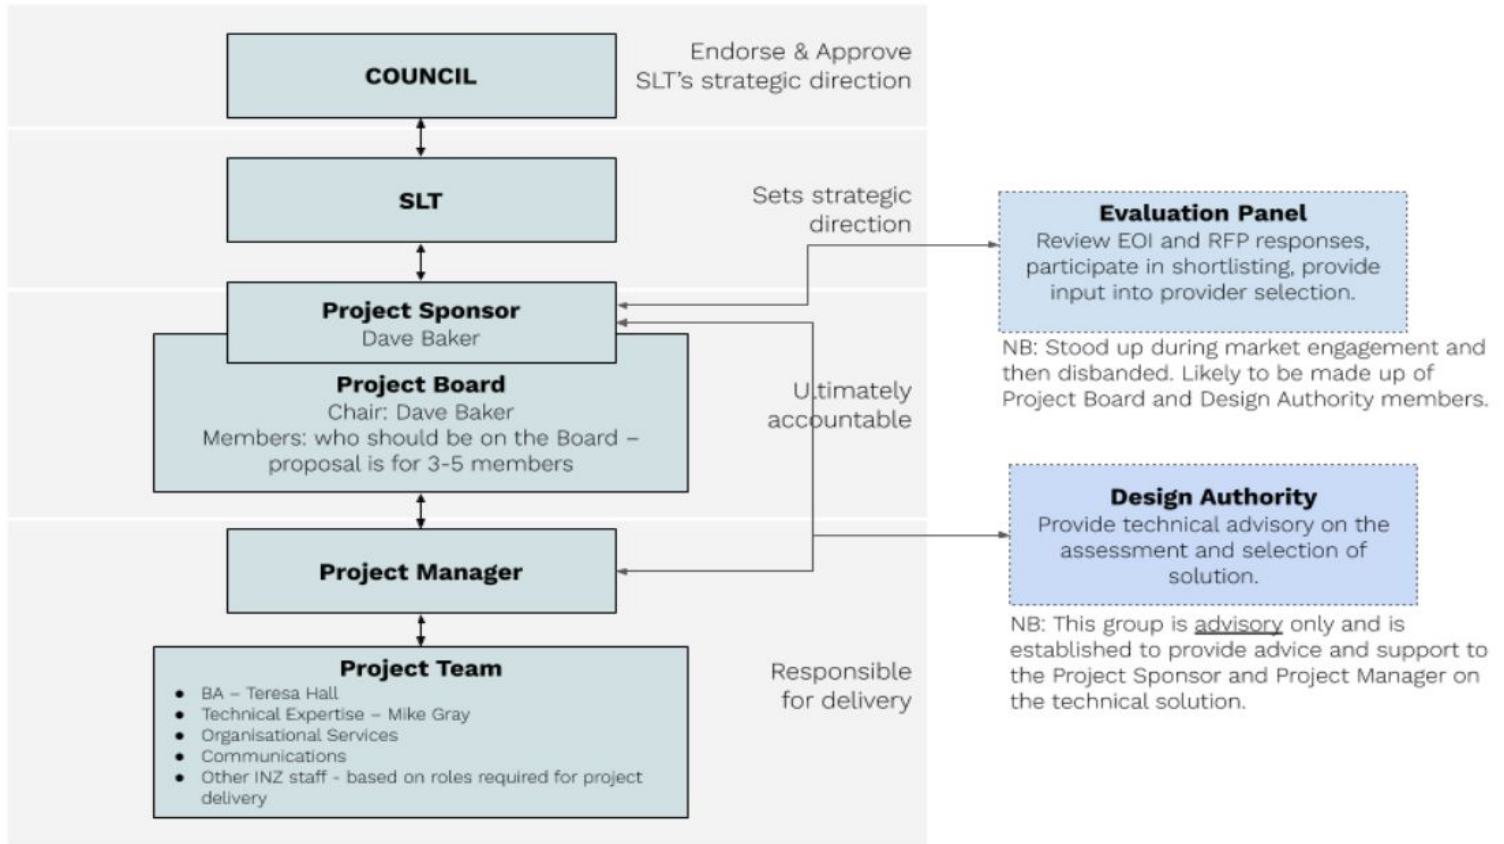 COUNCIL
Endorse & Approve
SLT's strategic direction
SLT
Sets strategic
direction
Project Sponsor
Dave Baker
Project Board
Chair: Dave Baker
Members: who should be on the Board –
proposal is for 3-5 members
Ultimately
accountable
Project Manager
Project Team
● BA – Teresa Hall
● Technical Expertise – Mike Gray
● Organisational Services
● Communications
● Other INZ staff - based on roles required for project
delivery
Responsible
for delivery
Evaluation Panel
Review EOI and RFP responses,
participate in shortlisting, provide
input into provider selection.
NB: Stood up during market engagement and
then disbanded. Likely to be made up of
Project Board and Design Authority members.
Design Authority
Provide technical advisory on the
assessment and selection of
solution.
NB: This group is advisory only and is
established to provide advice and support to
the Project Sponsor and Project Manager on
the technical solution.